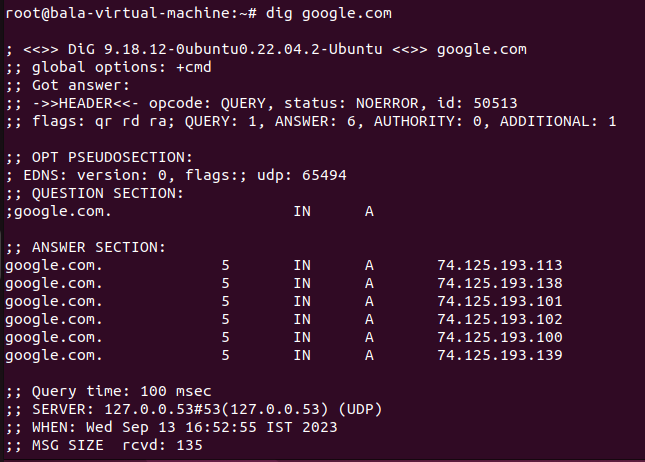 root@bala-virtual-machine:~# dig google.com
; <<>> DiG 9.18.12-0ubuntu0.22.04.2-Ubuntu <<>> google.com
;; global options: +cmd
;; Got answer:
;; ->>HEADER<<- opcode: QUERY, status: NOERROR, id: 50513
;; flags: qr rd ra; QUERY: 1, ANSWER: 6, AUTHORITY: 0, ADDITIONAL: 1
;; OPT PSEUDOSECTION:
; EDNS: version: 0, flags:; udp: 65494
;; QUESTION SECTION:
;google.com. IN A
;; ANSWER SECTION:
google.com. 5 IN A 74.125.193.113
google.com. 5 IN A 74.125.193.138
google.com. 5 IN A 74.125.193.101
google.com. 5 IN A 74.125.193.102
google.com. 5 IN A 74.125.193.100
google.com. 5 IN A 74.125.193.139
;; Query time: 100 msec
;; SERVER: 127.0.0.53#53(127.0.0.53) (UDP)
;; WHEN: Wed Sep 13 16:52:55 IST 2023
;; MSG SIZE  rcvd: 135